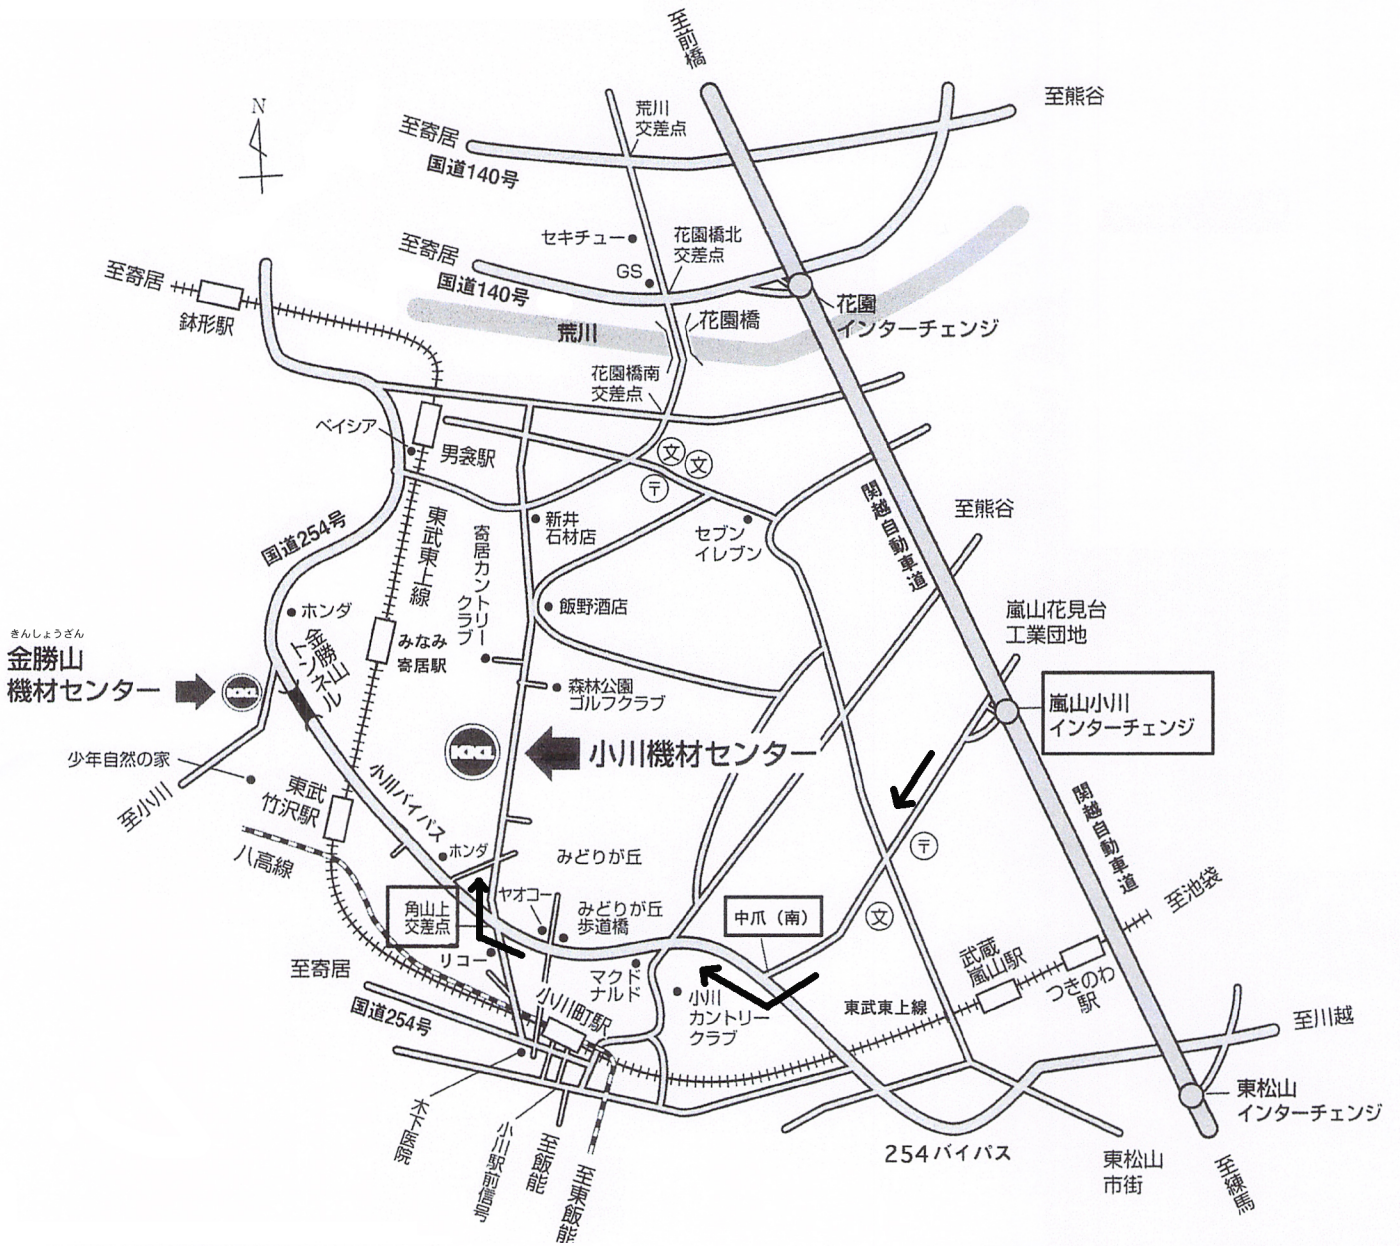 至前橋
N
荒川
交差点
至熊谷
至寄居
国道140号
セキチュー
花園橋北
交差点
至寄居
GS
国道140号
至寄居
鉢形駅
花園橋
花園
インターチェンジ
荒川
花園橋南
交差点
ベイシア
男衾駅
文
文
〒
関越自動車道
至熊谷
新井
石材店
セブン
イレブン
国道254号
東武東上線
寄居カントリー
クラブ
ホンダ
飯野酒店
嵐山花見台
工業団地
きんしょうざん
金勝山
機材センター
KKL
金勝山
トンネル
みなみ
寄居駅
森林公園
ゴルフクラブ
嵐山小川
インターチェンジ
KKL
小川機材センター
少年自然の家
至小川
東武
竹沢駅
小川バイパス
関越自動車道
八高線
ホンダ
みどりが丘
〒
至池袋
角山上
交差点
ヤオコー
みどりが丘
歩道橋
中爪（南）
文
リコー
マクド
ナルド
小川
カントリー
クラブ
武蔵
嵐山駅
つきのわ
駅
至寄居
国道254号
小川町駅
東武東上線
至川越
木下医院
小川駅前信号
至飯能
至東飯能
254バイパス
東松山
市街
東松山
インターチェンジ
至練馬